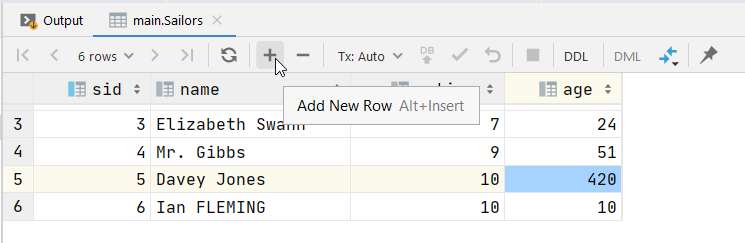 Output main.Sailors
6 rows Tx: Auto DB DDL DML
sid name age
Add New Row Alt+Insert
3 3 Elizabeth Swann 7 24
4 4 Mr. Gibbs 9 51
5 5 Davey Jones 10 420
6 6 Ian FLEMING 10 10